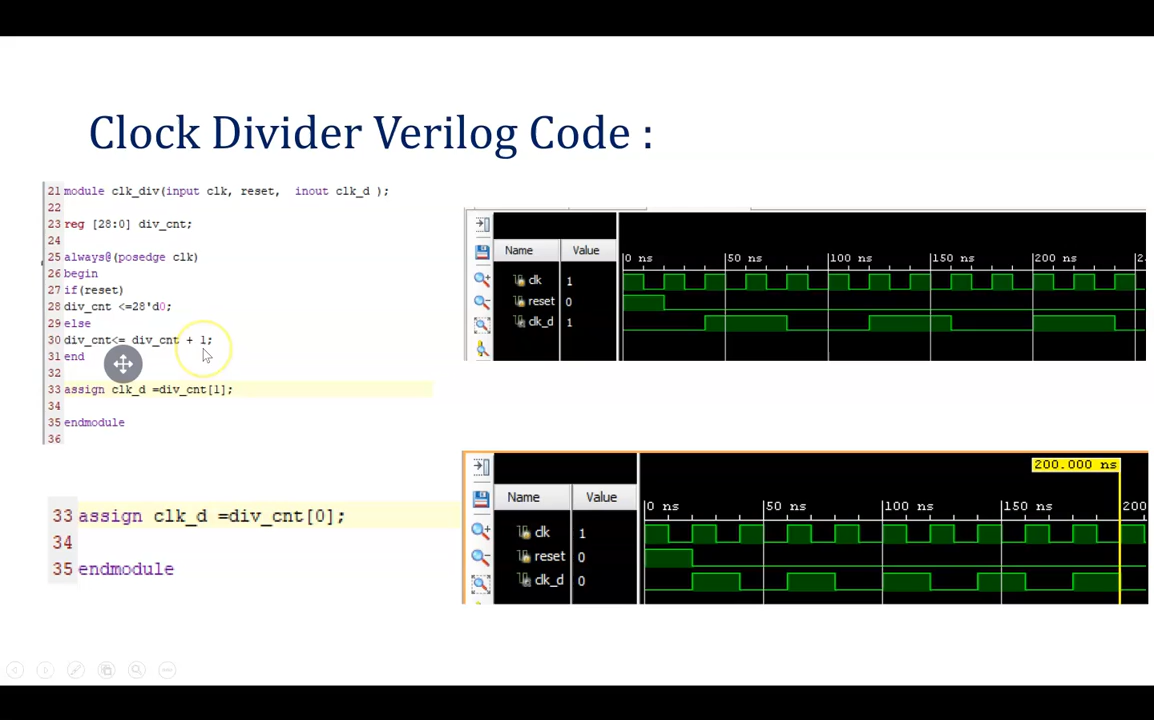 Clock Divider Verilog Code :
21 module clk_div(input clk, reset, inout clk_d );
22
23 reg [28:0] div_cnt;
24
25 always@(posedge clk)
26 begin
27 if(reset)
28 div_cnt <=28'd0;
29 else
30 div_cnt<= div_cnt + 1;
31 end
32
33 assign clk_d =div_cnt[1];
34
35 endmodule
36
Name Value
0 ns 50 ns 100 ns 150 ns 200 ns
clk 1
reset 0
clk_d 1
33 assign clk_d =div_cnt[0];
34
35 endmodule
200.000 ns
Name Value
0 ns 50 ns 100 ns 150 ns 200
clk 1
reset 0
clk_d 0